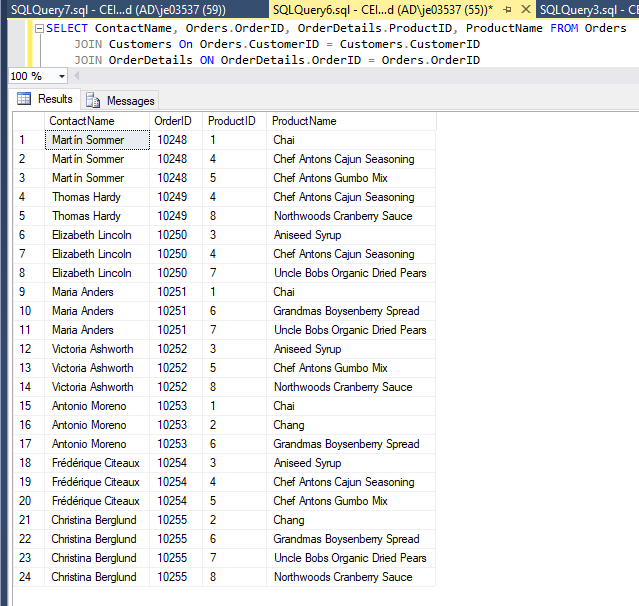 SQLQuery7.sql - CEI...d (AD\je03537 (59)) SQLQuery6.sql - CEI...d (AD\je03537 (55))* SQLQuery3.sql - CE
SELECT ContactName, Orders.OrderID, OrderDetails.ProductID, ProductName FROM Orders
JOIN Customers On Orders.CustomerID = Customers.CustomerID
JOIN OrderDetails ON OrderDetails.OrderID = Orders.OrderID
100 %
Results Messages
ContactName OrderID ProductID ProductName
1 Martín Sommer 10248 1 Chai
2 Martín Sommer 10248 4 Chef Antons Cajun Seasoning
3 Martín Sommer 10248 5 Chef Antons Gumbo Mix
4 Thomas Hardy 10249 4 Chef Antons Cajun Seasoning
5 Thomas Hardy 10249 8 Northwoods Cranberry Sauce
6 Elizabeth Lincoln 10250 3 Aniseed Syrup
7 Elizabeth Lincoln 10250 4 Chef Antons Cajun Seasoning
8 Elizabeth Lincoln 10250 7 Uncle Bobs Organic Dried Pears
9 Maria Anders 10251 1 Chai
10 Maria Anders 10251 6 Grandmas Boysenberry Spread
11 Maria Anders 10251 7 Uncle Bobs Organic Dried Pears
12 Victoria Ashworth 10252 3 Aniseed Syrup
13 Victoria Ashworth 10252 5 Chef Antons Gumbo Mix
14 Victoria Ashworth 10252 8 Northwoods Cranberry Sauce
15 Antonio Moreno 10253 1 Chai
16 Antonio Moreno 10253 2 Chang
17 Antonio Moreno 10253 6 Grandmas Boysenberry Spread
18 Frédérique Citeaux 10254 3 Aniseed Syrup
19 Frédérique Citeaux 10254 4 Chef Antons Cajun Seasoning
20 Frédérique Citeaux 10254 5 Chef Antons Gumbo Mix
21 Christina Berglund 10255 2 Chang
22 Christina Berglund 10255 6 Grandmas Boysenberry Spread
23 Christina Berglund 10255 7 Uncle Bobs Organic Dried Pears
24 Christina Berglund 10255 8 Northwoods Cranberry Sauce